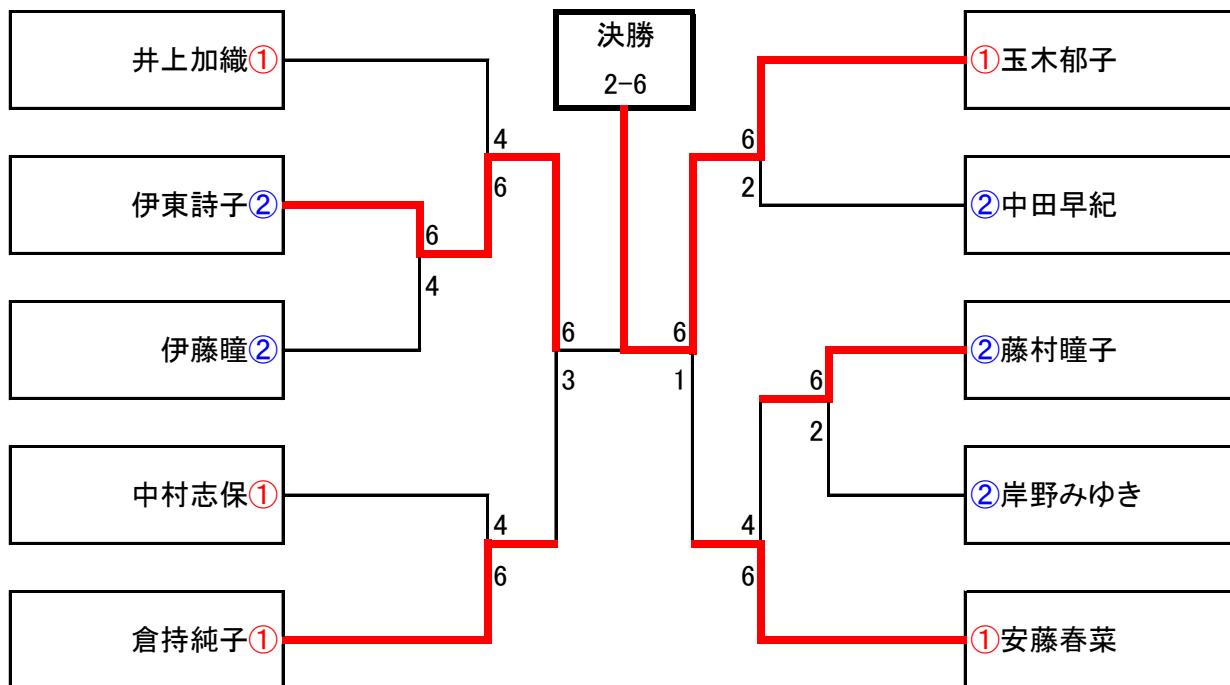 決勝
2-6
井上加織①
伊東詩子②
伊藤瞳②
中村志保①
倉持純子①
4
6
6
4
6
3
4
6
①玉木郁子
②中田早紀
②藤村瞳子
②岸野みゆき
①安藤春菜
6
2
6
1
6
2
4
6